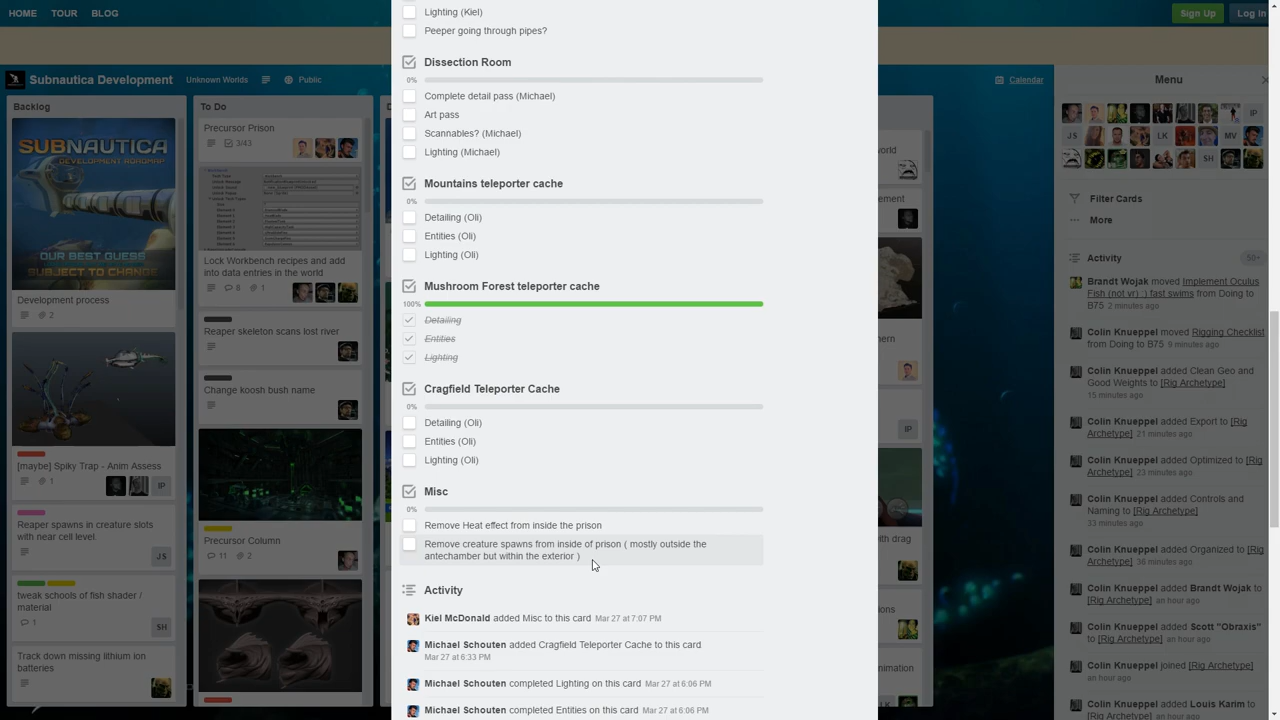 HOME
TOUR
BLOG
Sign Up
Log In
Subnautica Development
Unknown Worlds
Public
Calendar
Backlog
SUBNAUTICA
DEVELOPMENT ROADMAP
OUR BEST GUESS
SUBJECT TO CHANGE
Development process
2
[maybe] Spiky Trap - Anim Assess
1
IP
Reaper spawns in creature slots
with near cell level.
JS
tweak schools of fish shader /
material
1
SH
Track down missing lithium ion
batteries
To Do
Precursor Prison
3/43
Lock Workbench recipes and add
into data entries in the world
8
1
Reaper skeleton scans lost river
Change koosh bush name
Precursor Column
11
2
Lighting (Kiel)
Peeper going through pipes?
Dissection Room
0%
Complete detail pass (Michael)
Art pass
Scannables? (Michael)
Lighting (Michael)
Mountains teleporter cache
0%
Detailing (Oli)
Entities (Oli)
Lighting (Oli)
Mushroom Forest teleporter cache
100%
Detailing
Entities
Lighting
Cragfield Teleporter Cache
0%
Detailing (Oli)
Entities (Oli)
Lighting (Oli)
Misc
0%
Remove Heat effect from inside the prison
Remove creature spawns from inside of prison ( mostly outside the
antechamber but within the exterior )
Activity
Kiel McDonald added Misc to this card Mar 27 at 7:07 PM
Michael Schouten added Cragfield Teleporter Cache to this card
Mar 27 at 6:33 PM
Michael Schouten completed Lighting on this card Mar 27 at 6:06 PM
Michael Schouten completed Entities on this card Mar 27 at 6:06 PM
IP
Menu
IP
JS
LK
MV
SH
Filter Cards
More
Activity
50+
Brandt Wojak moved Implement Oculus
Fish (not vr) :) fast swims from Doing to
B75 2 minutes ago
Colin Knueppel moved Rigging Checklist
from Doing to B75 9 minutes ago
Colin Knueppel added Clean Geo and
Good Weights to [Rig Archetype]
15 minutes ago
Colin Knueppel added Export to [Rig
Archetype] 21 minutes ago
Colin Knueppel added Optimized to [Rig
Archetype] 23 minutes ago
Colin Knueppel added Controls and
Naming to [Rig Archetype]
33 minutes ago
Colin Knueppel added Organized to [Rig
Archetype] 36 minutes ago
Colin Knueppel added Brandt Wojak to
[Rig Archetype] an hour ago
Colin Knueppel added Scott "Obraxis"
to [Rig Archetype] an hour ago
Colin Knueppel joined [Rig Archetype]
an hour ago
Colin Knueppel added Louis Karim to
[Rig Archetype] an hour ago